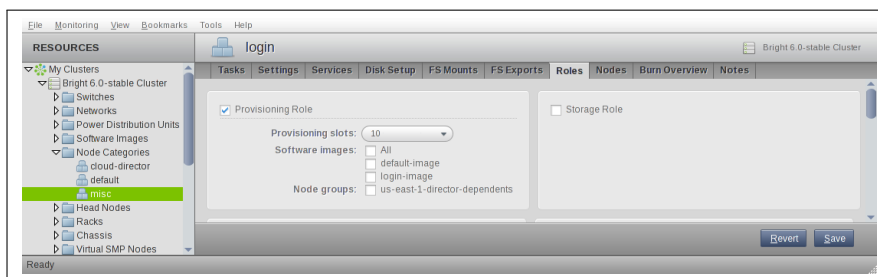 File Monitoring View Bookmarks Tools Help
RESOURCES
My Clusters
Bright 6.0-stable Cluster
Switches
Networks
Power Distribution Units
Software Images
Node Categories
cloud-director
default
misc
Head Nodes
Racks
Chassis
Virtual SMP Nodes
login
Bright 6.0-stable Cluster
Tasks Settings Services Disk Setup FS Mounts FS Exports Roles Nodes Burn Overview Notes
Provisioning Role
Provisioning slots: 10
Software images: All
default-image
login-image
Node groups: us-east-1-director-dependents
Storage Role
Revert Save
Ready